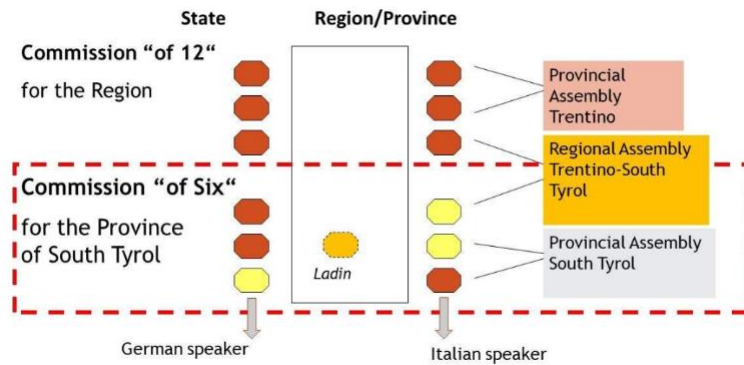 State
Region/Province
Commission “of 12“
for the Region
Provincial
Assembly
Trentino
Regional Assembly
Trentino-South
Tyrol
Commission “of Six“
for the Province
of South Tyrol
Ladin
Provincial Assembly
South Tyrol
German speaker
Italian speaker